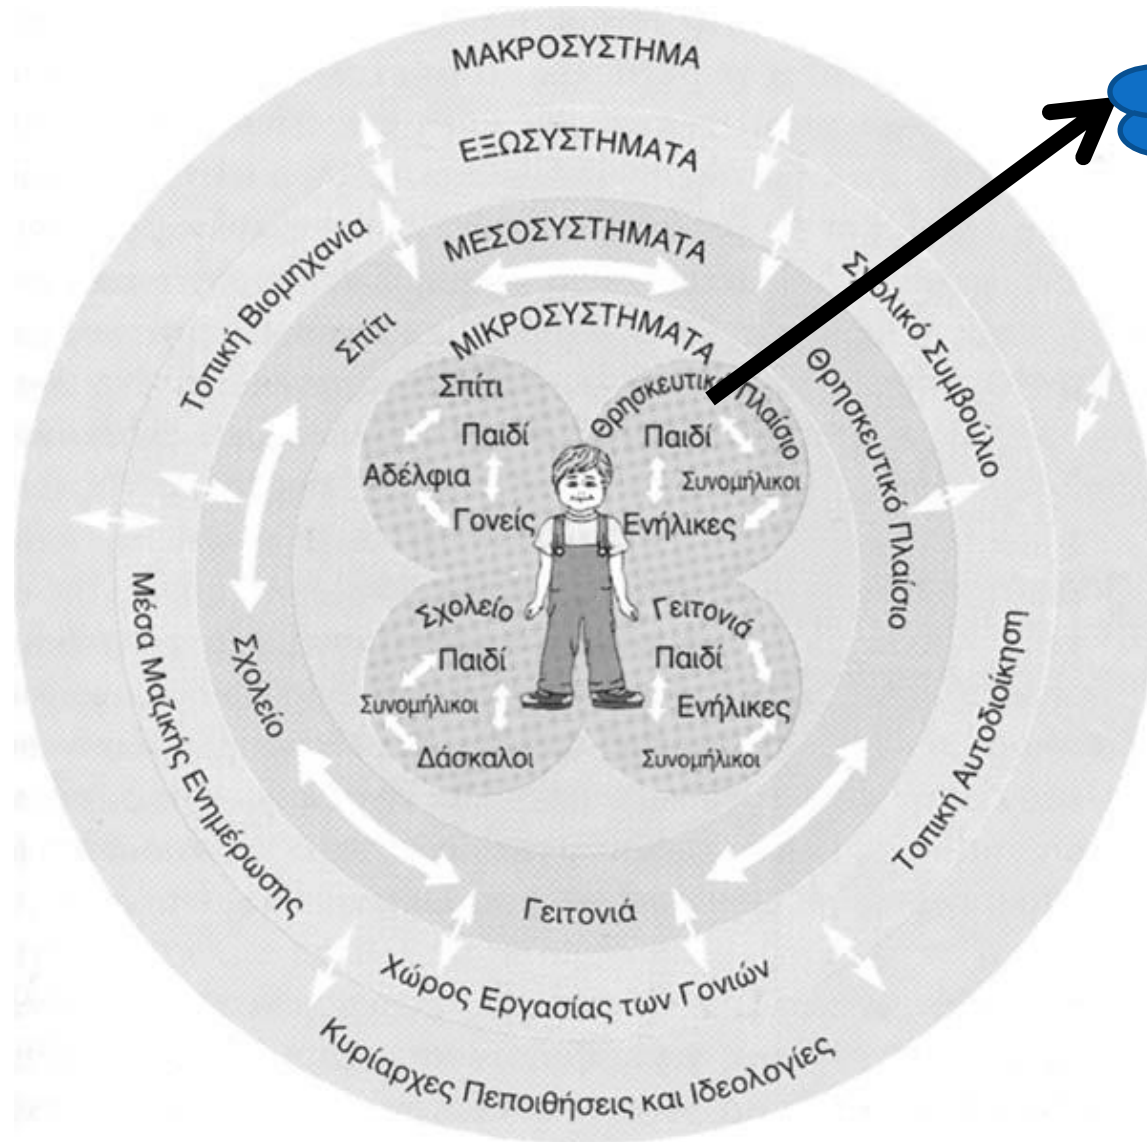 ΜΑΚΡΟΣΥΣΤΗΜΑ
ΕΞΩΣΥΣΤΗΜΑΤΑ
ΜΕΣΟΣΥΣΤΗΜΑΤΑ
ΜΙΚΡΟΣΥΣΤΗΜΑΤΑ
Τοπική Βιομηχανία
Σπίτι
Σχολικό Συμβούλιο
Θρησκευτικό Πλαίσιο
Σπίτι
Παιδί
Αδέλφια
Γονείς
Θρησκευτικό Πλαίσιο
Παιδί
Συνομήλικοι
Ενήλικες
Σχολείο
Παιδί
Συνομήλικοι
Δάσκαλοι
Γειτονιά
Παιδί
Ενήλικες
Συνομήλικοι
Σχολείο
Μέσα Μαζικής Ενημέρωσης
Τοπική Αυτοδιοίκηση
Γειτονιά
Χώρος Εργασίας των Γονιών
Κυρίαρχες Πεποιθήσεις και Ιδεολογίες